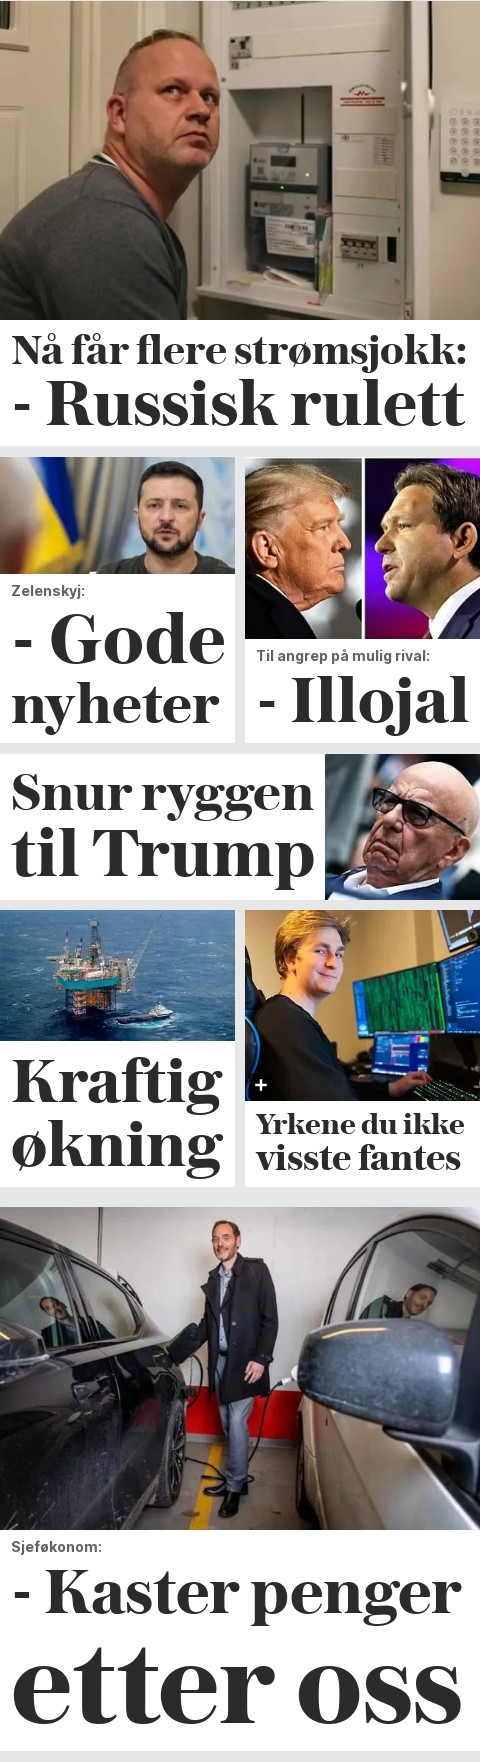 Nå får flere strømsjokk:
- Russisk rulett
Zelenskyj:
- Gode
nyheter
Til angrep på mulig rival:
- Illojal
Snur ryggen
til Trump
Kraftig
økning
Yrkene du ikke
visste fantes
Sjeføkonom:
- Kaster penger
etter oss